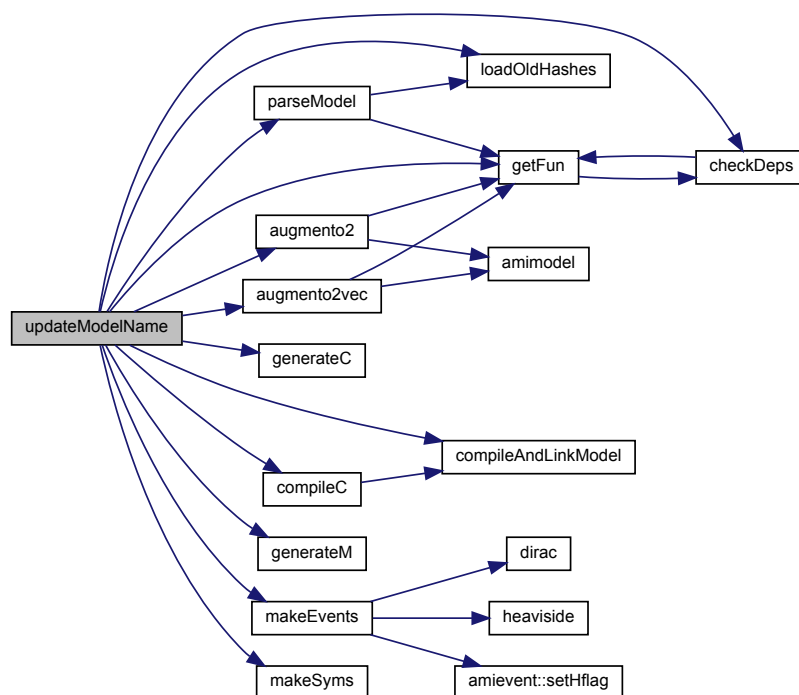 loadOldHashes
parseModel
getFun
checkDeps
augmento2
amimodel
augmento2vec
updateModelName
generateC
compileAndLinkModel
compileC
generateM
dirac
makeEvents
heaviside
makeSyms
amievent::setHflag